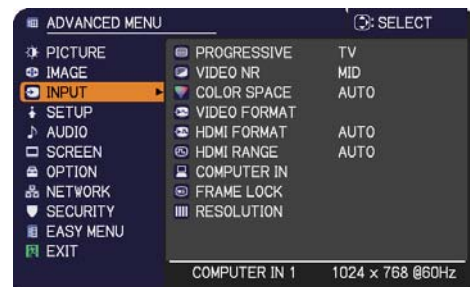 ADVANCED MENU : SELECT
PICTURE
IMAGE
INPUT
SETUP
AUDIO
SCREEN
OPTION
NETWORK
SECURITY
EASY MENU
EXIT
PROGRESSIVE TV
VIDEO NR MID
COLOR SPACE AUTO
VIDEO FORMAT
HDMI FORMAT AUTO
HDMI RANGE AUTO
COMPUTER IN
FRAME LOCK
RESOLUTION
COMPUTER IN 1 1024 x 768 @60Hz